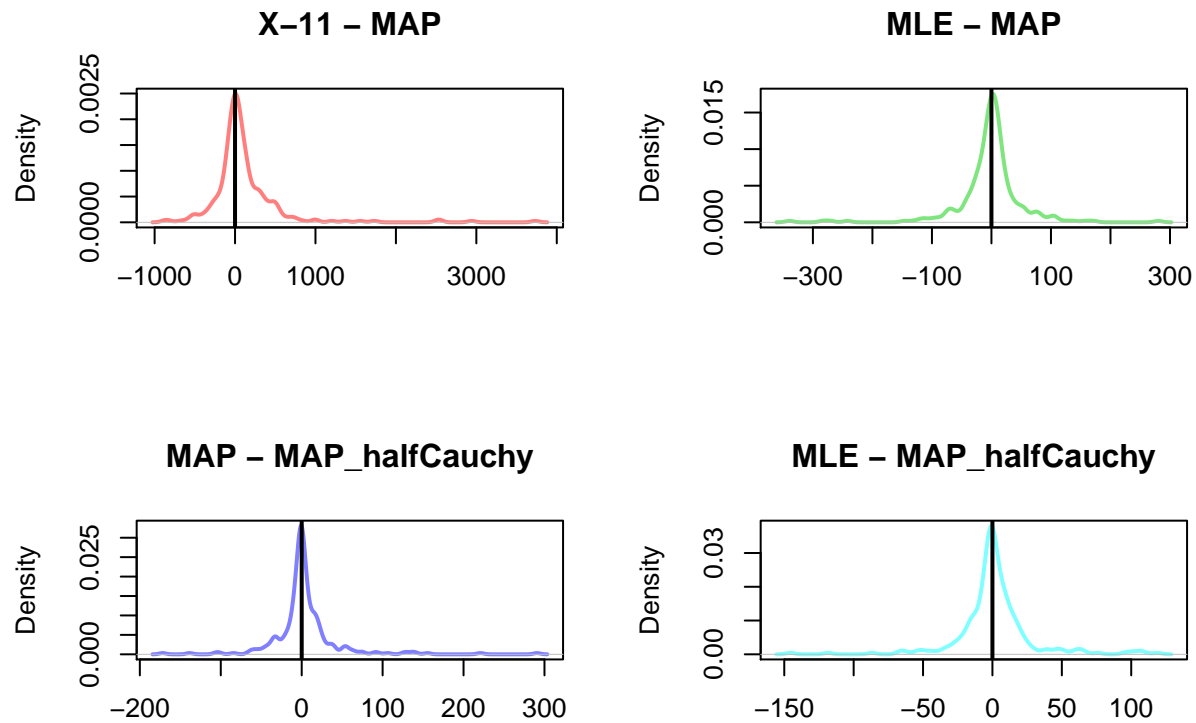 X−11 − MAP
Density
0.0000 0.0025
−1000 0 1000 3000
MLE − MAP
Density
0.000 0.015
−300 −100 100 300
MAP − MAP_halfCauchy
Density
0.000 0.025
−200 0 100 200 300
MLE − MAP_halfCauchy
Density
0.00 0.03
−150 −50 0 50 100